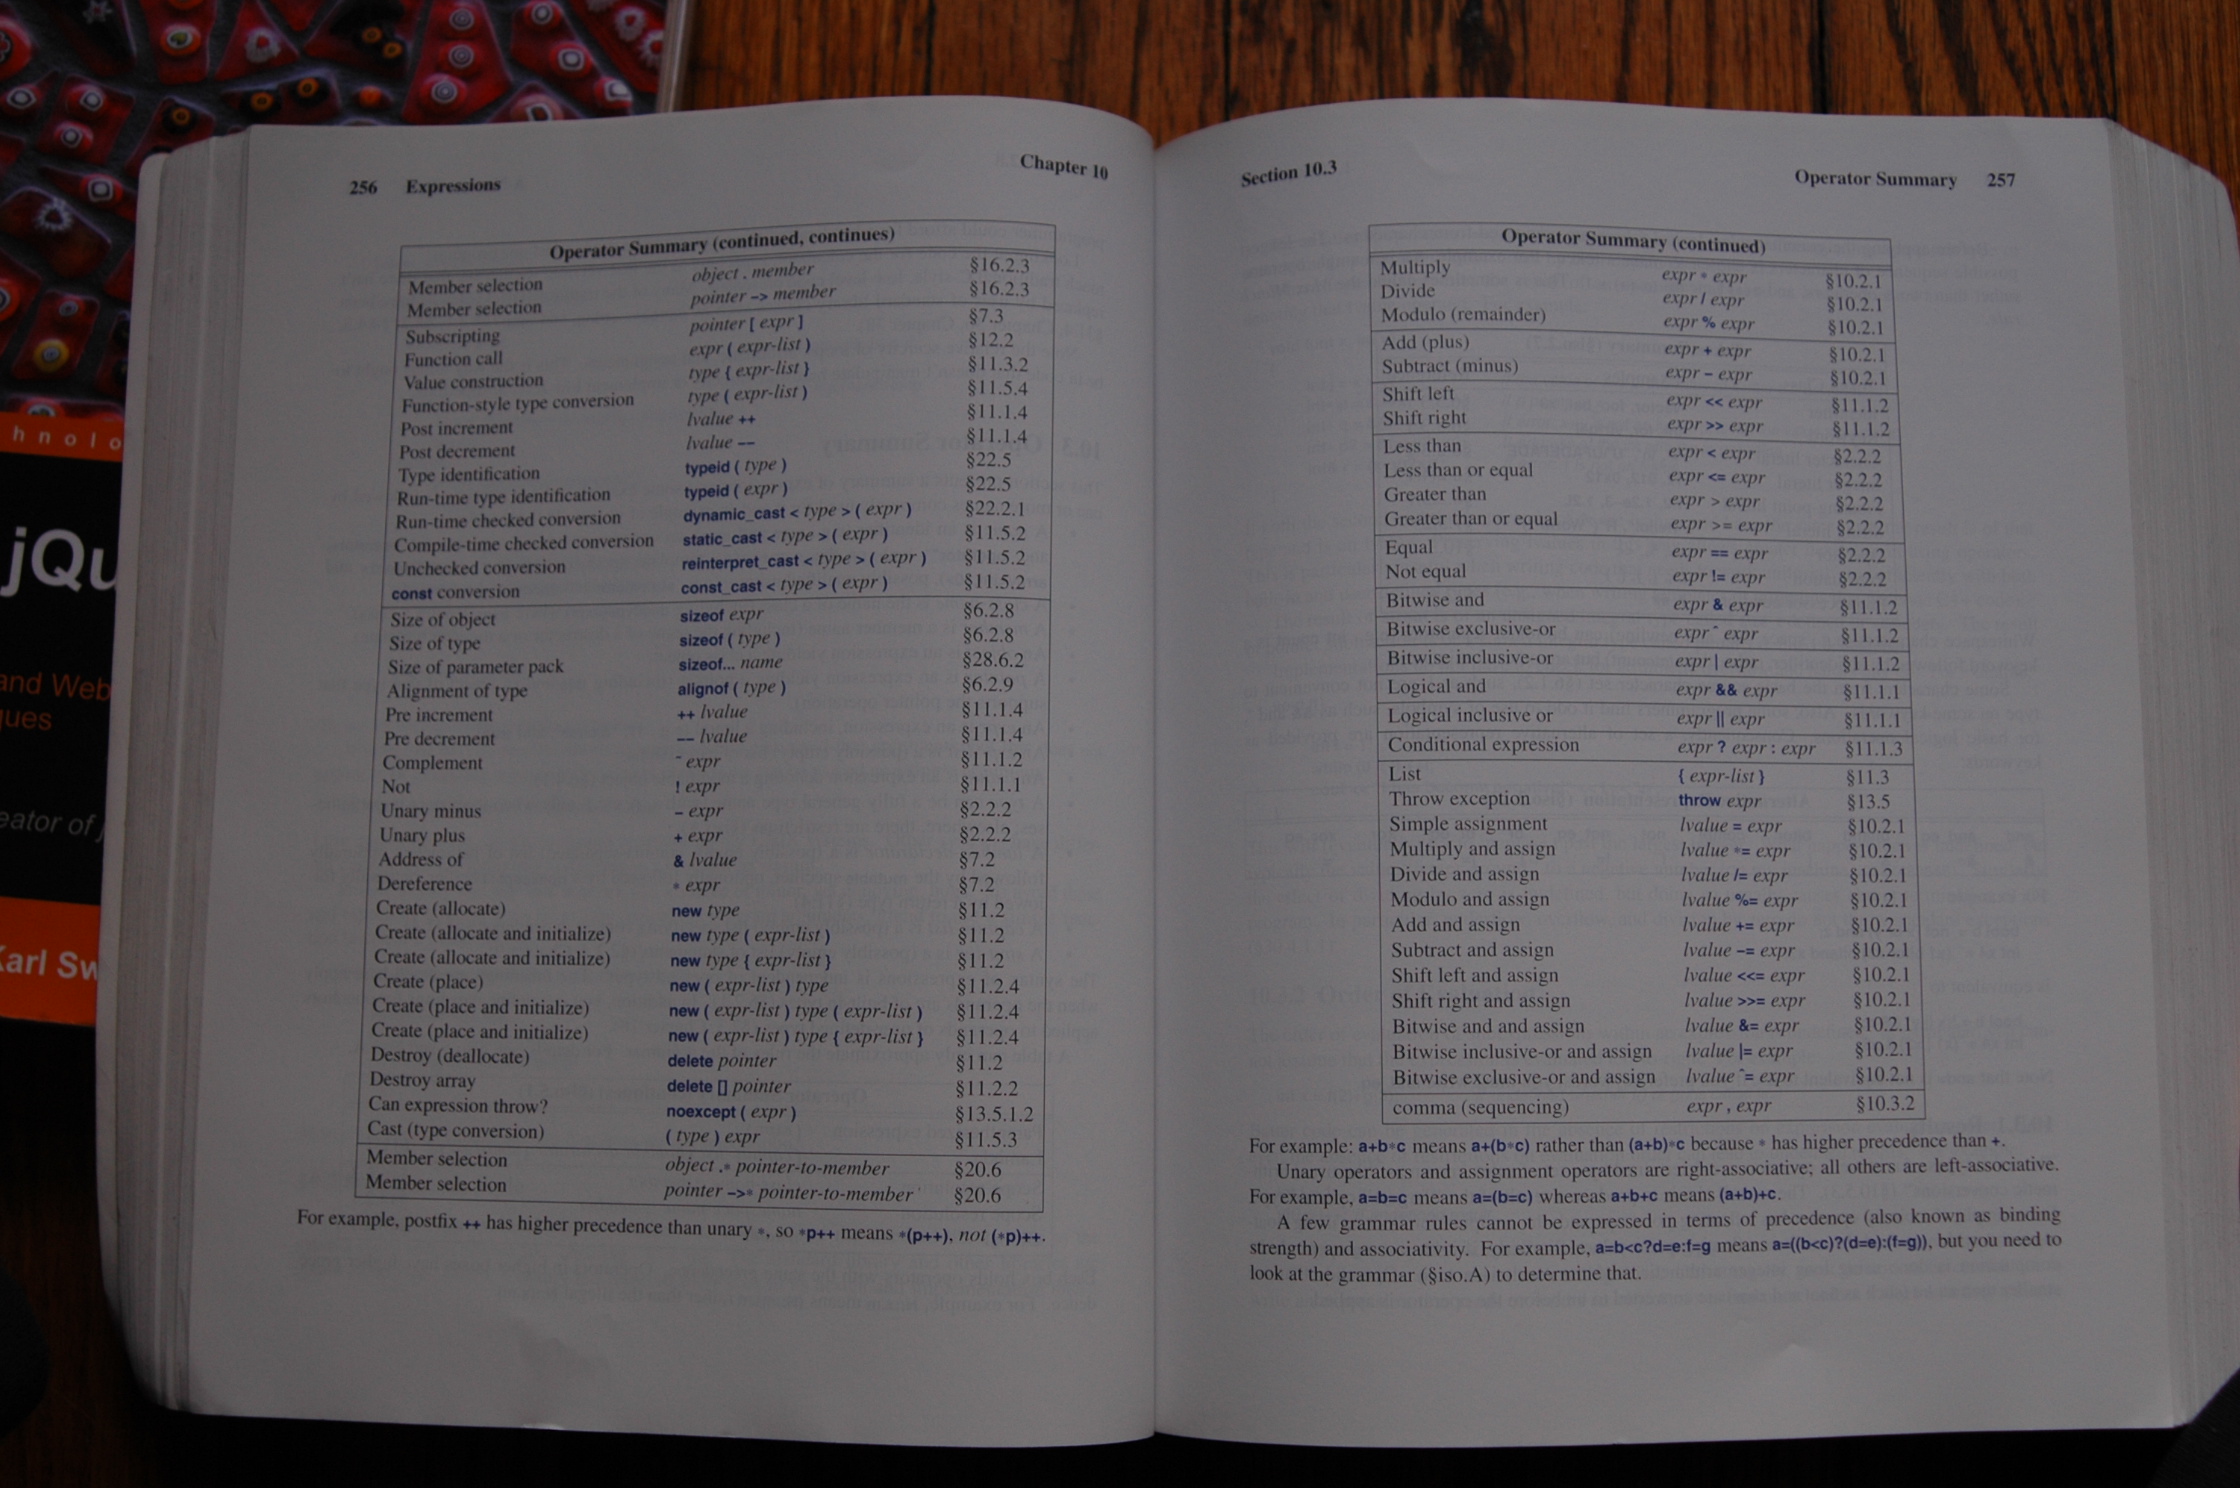 256 Expressions Chapter 10
Operator Summary (continued, continues)
Member selection object . member §16.2.3
Member selection pointer −> member §16.2.3
Subscripting pointer [ expr ] §7.3
Function call expr ( expr-list ) §12.2
Value construction type { expr-list } §11.3.2
Function-style type conversion type ( expr-list ) §11.5.4
Post increment lvalue ++ §11.1.4
Post decrement lvalue −− §11.1.4
Type identification typeid ( type ) §22.5
Run-time type identification typeid ( expr ) §22.5
Run-time checked conversion dynamic_cast < type > ( expr ) §22.2.1
Compile-time checked conversion static_cast < type > ( expr ) §11.5.2
Unchecked conversion reinterpret_cast < type > ( expr ) §11.5.2
const conversion const_cast < type > ( expr ) §11.5.2
Size of object sizeof expr §6.2.8
Size of type sizeof ( type ) §6.2.8
Size of parameter pack sizeof... name §28.6.2
Alignment of type alignof ( type ) §6.2.9
Pre increment ++ lvalue §11.1.4
Pre decrement −− lvalue §11.1.4
Complement ~ expr §11.1.2
Not ! expr §11.1.1
Unary minus − expr §2.2.2
Unary plus + expr §2.2.2
Address of & lvalue §7.2
Dereference * expr §7.2
Create (allocate) new type §11.2
Create (allocate and initialize) new type ( expr-list ) §11.2
Create (allocate and initialize) new type { expr-list } §11.2
Create (place) new ( expr-list ) type §11.2.4
Create (place and initialize) new ( expr-list ) type ( expr-list ) §11.2.4
Create (place and initialize) new ( expr-list ) type { expr-list } §11.2.4
Destroy (deallocate) delete pointer §11.2
Destroy array delete [] pointer §11.2.2
Can expression throw? noexcept ( expr ) §13.5.1.2
Cast (type conversion) ( type ) expr §11.5.3
Member selection object .* pointer-to-member §20.6
Member selection pointer −>* pointer-to-member §20.6
For example, postfix ++ has higher precedence than unary *, so *p++ means *(p++), not (*p)++.
Section 10.3 Operator Summary 257
Operator Summary (continued)
Multiply expr * expr §10.2.1
Divide expr / expr §10.2.1
Modulo (remainder) expr % expr §10.2.1
Add (plus) expr + expr §10.2.1
Subtract (minus) expr − expr §10.2.1
Shift left expr << expr §11.1.2
Shift right expr >> expr §11.1.2
Less than expr < expr §2.2.2
Less than or equal expr <= expr §2.2.2
Greater than expr > expr §2.2.2
Greater than or equal expr >= expr §2.2.2
Equal expr == expr §2.2.2
Not equal expr != expr §2.2.2
Bitwise and expr & expr §11.1.2
Bitwise exclusive-or expr ^ expr §11.1.2
Bitwise inclusive-or expr | expr §11.1.2
Logical and expr && expr §11.1.1
Logical inclusive or expr || expr §11.1.1
Conditional expression expr ? expr : expr §11.1.3
List { expr-list } §11.3
Throw exception throw expr §13.5
Simple assignment lvalue = expr §10.2.1
Multiply and assign lvalue *= expr §10.2.1
Divide and assign lvalue /= expr §10.2.1
Modulo and assign lvalue %= expr §10.2.1
Add and assign lvalue += expr §10.2.1
Subtract and assign lvalue −= expr §10.2.1
Shift left and assign lvalue <<= expr §10.2.1
Shift right and assign lvalue >>= expr §10.2.1
Bitwise and and assign lvalue &= expr §10.2.1
Bitwise inclusive-or and assign lvalue |= expr §10.2.1
Bitwise exclusive-or and assign lvalue ^= expr §10.2.1
comma (sequencing) expr , expr §10.3.2
For example: a+b*c means a+(b*c) rather than (a+b)*c because * has higher precedence than +.
Unary operators and assignment operators are right-associative; all others are left-associative.
For example, a=b=c means a=(b=c) whereas a+b+c means (a+b)+c.
A few grammar rules cannot be expressed in terms of precedence (also known as binding
strength) and associativity. For example, a=b<c?d=e:f=g means a=((b<c)?(d=e):(f=g)), but you need to
look at the grammar (§iso.A) to determine that.
hnolo
jQu
and Web
ques
eator of j
Karl Sw